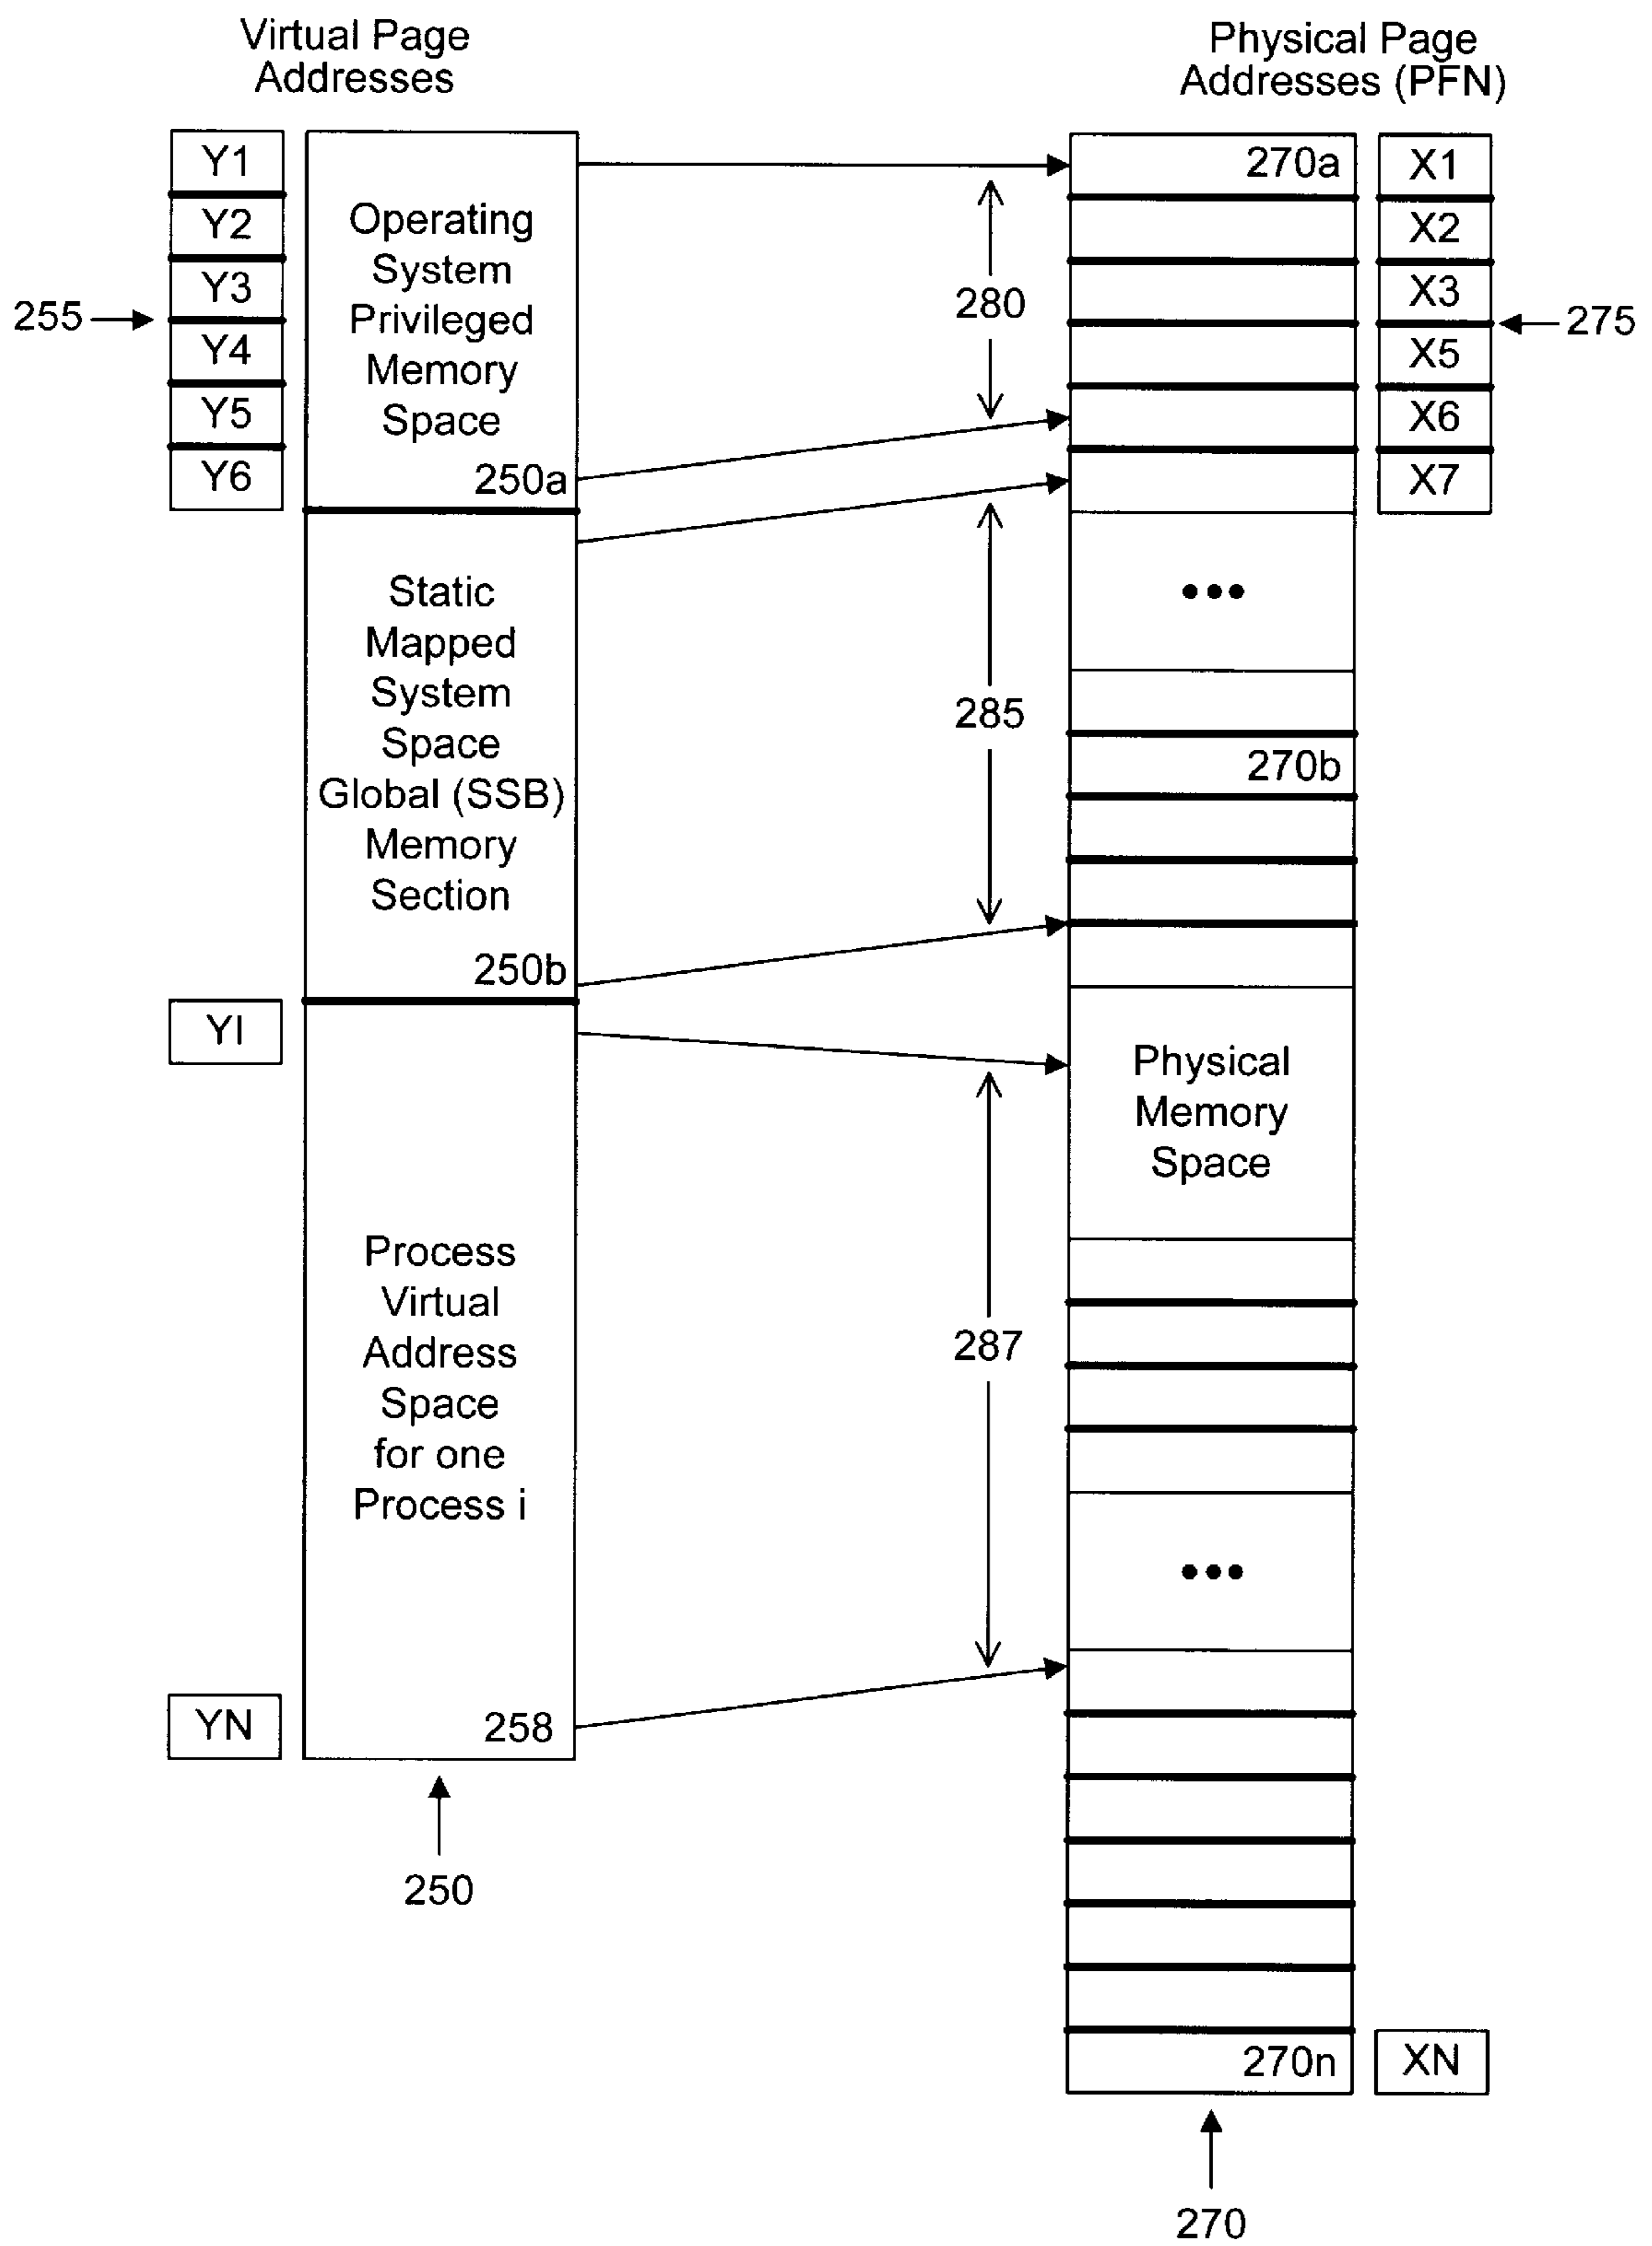 Virtual Page
Addresses
Physical Page
Addresses (PFN)
Y1
Y2
Y3
Y4
Y5
Y6
255
Operating
System
Privileged
Memory
Space
250a
Static
Mapped
System
Space
Global (SSB)
Memory
Section
250b
YI
Process
Virtual
Address
Space
for one
Process i
258
YN
250
280
285
287
270a
270b
Physical
Memory
Space
270n
X1
X2
X3
X5
X6
X7
275
XN
270